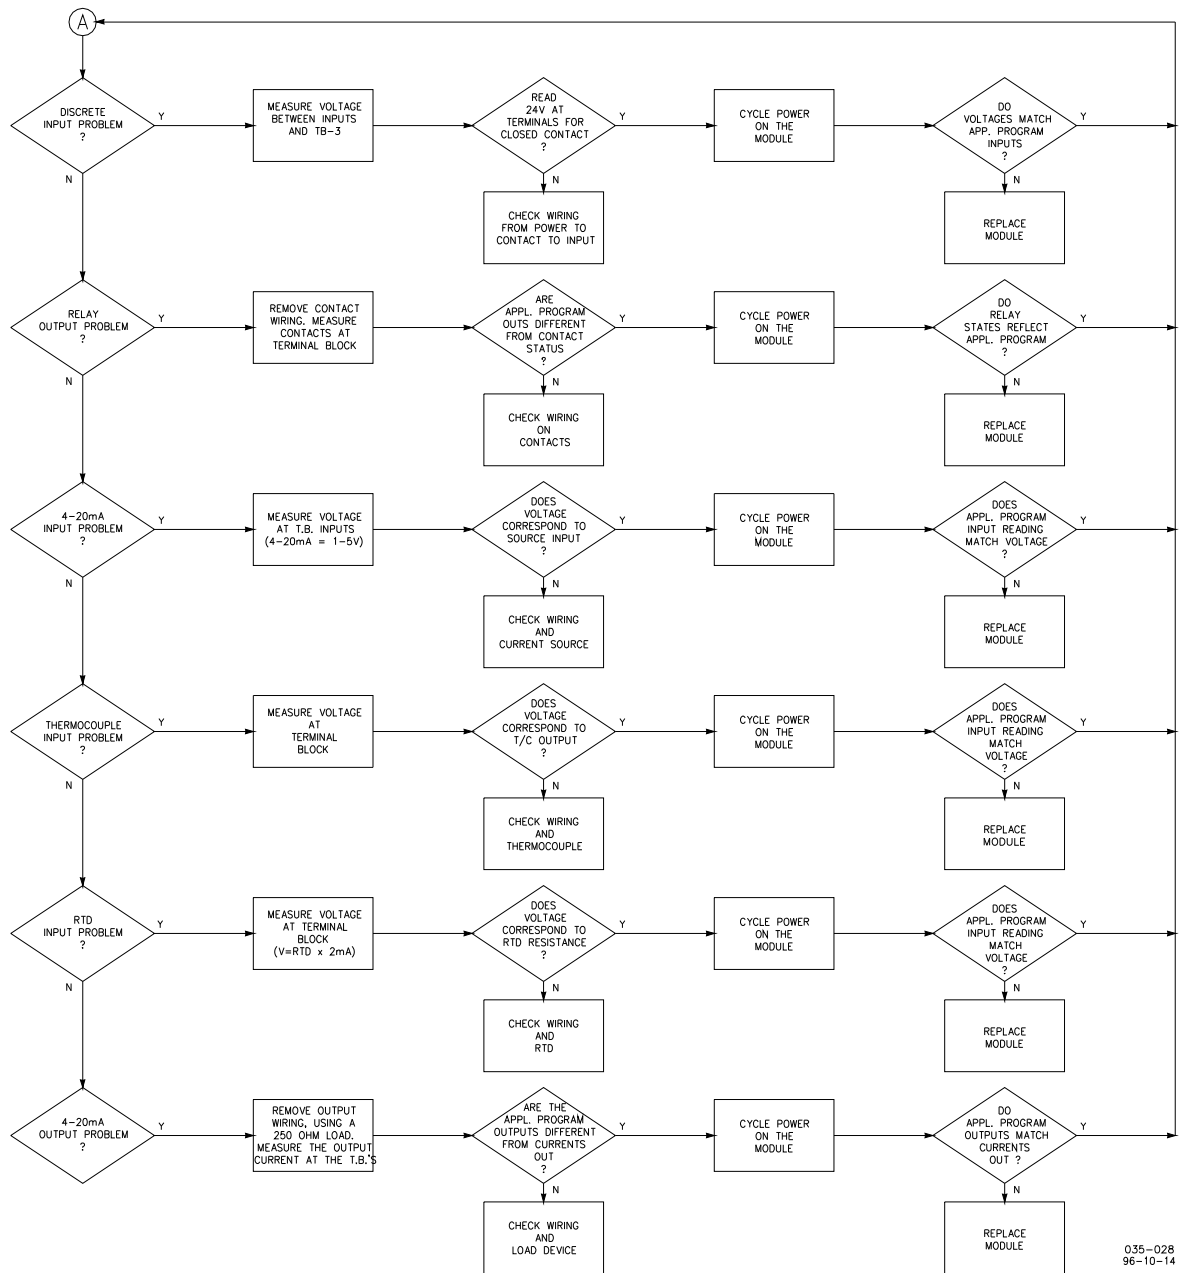 A
DISCRETE
INPUT PROBLEM
?
Y
N
MEASURE VOLTAGE
BETWEEN INPUTS
AND TB-3
READ
24V AT
TERMINALS FOR
CLOSED CONTACT
?
Y
N
CHECK WIRING
FROM POWER TO
CONTACT TO INPUT
CYCLE POWER
ON THE
MODULE
DO
VOLTAGES MATCH
APP. PROGRAM
INPUTS
?
Y
N
REPLACE
MODULE
RELAY
OUTPUT PROBLEM
?
Y
N
REMOVE CONTACT
WIRING. MEASURE
CONTACTS AT
TERMINAL BLOCK
ARE
APPL. PROGRAM
OUTS DIFFERENT
FROM CONTACT
STATUS
?
Y
N
CHECK WIRING
ON
CONTACTS
CYCLE POWER
ON THE
MODULE
DO
RELAY
STATES REFLECT
APPL. PROGRAM
?
Y
N
REPLACE
MODULE
4-20mA
INPUT PROBLEM
?
Y
N
MEASURE VOLTAGE
AT T.B. INPUTS
(4-20mA = 1-5V)
DOES
VOLTAGE
CORRESPOND TO
SOURCE INPUT
?
Y
N
CHECK WIRING
AND
CURRENT SOURCE
CYCLE POWER
ON THE
MODULE
DOES
APPL. PROGRAM
INPUT READING
MATCH VOLTAGE
?
Y
N
REPLACE
MODULE
THERMOCOUPLE
INPUT PROBLEM
?
Y
N
MEASURE VOLTAGE
AT
TERMINAL
BLOCK
DOES
VOLTAGE
CORRESPOND TO
T/C OUTPUT
?
Y
N
CHECK WIRING
AND
THERMOCOUPLE
CYCLE POWER
ON THE
MODULE
DOES
APPL. PROGRAM
INPUT READING
MATCH
VOLTAGE
?
Y
N
REPLACE
MODULE
RTD
INPUT PROBLEM
?
Y
N
MEASURE VOLTAGE
AT TERMINAL
BLOCK
(V=RTD x 2mA)
DOES
VOLTAGE
CORRESPOND TO
RTD RESISTANCE
?
Y
N
CHECK WIRING
AND
RTD
CYCLE POWER
ON THE
MODULE
DOES
APPL. PROGRAM
INPUT READING
MATCH
VOLTAGE
?
Y
N
REPLACE
MODULE
4-20mA
OUTPUT PROBLEM
?
Y
REMOVE OUTPUT
WIRING, USING A
250 OHM LOAD.
MEASURE THE OUTPUT
CURRENT AT THE T.B.'S
ARE THE
APPL. PROGRAM
OUTPUTS DIFFERENT
FROM CURRENTS
OUT
?
Y
N
CHECK WIRING
AND
LOAD DEVICE
CYCLE POWER
ON THE
MODULE
DO
APPL. PROGRAM
OUTPUTS MATCH
CURRENTS
OUT ?
Y
N
REPLACE
MODULE
035-028
96-10-14